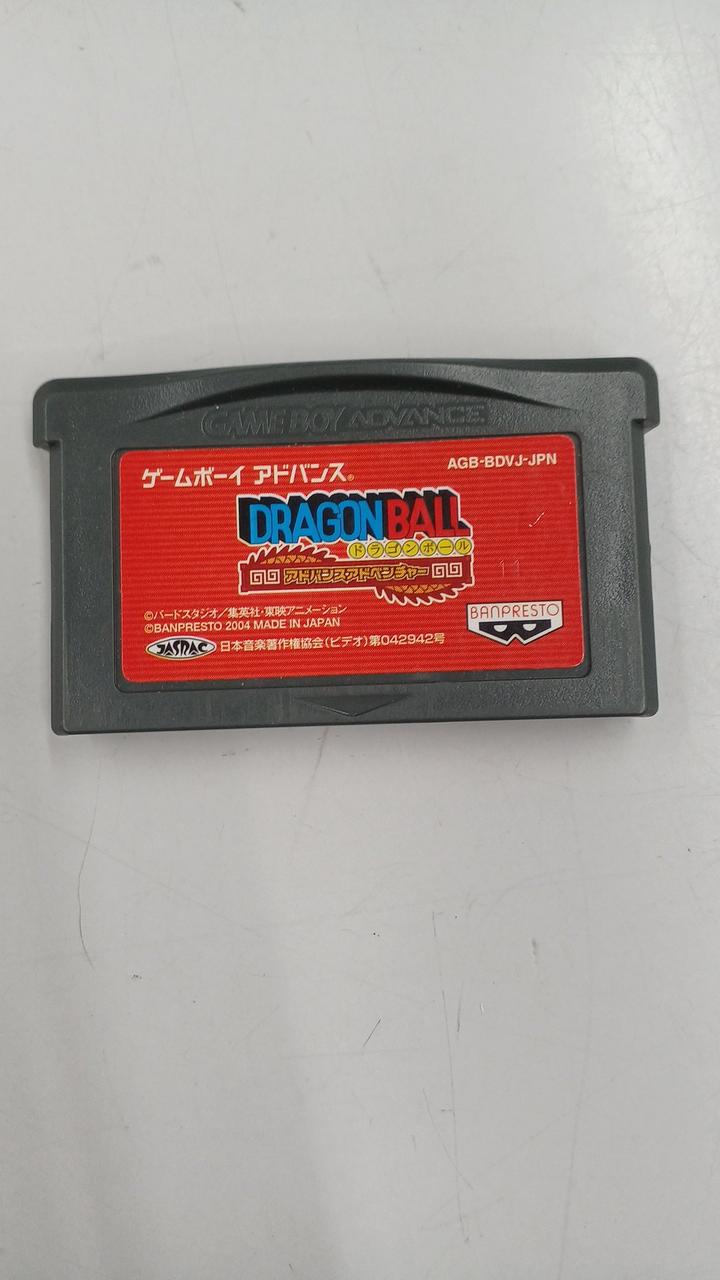 GAME BOY ADVANCE
ゲームボーイ アドバンス®
AGB-BDVJ-JPN
DRAGON BALL
ドラゴンボール
アドバンスアドベンチャー
11
©バードスタジオ/集英社・東映アニメーション
©BANPRESTO 2004 MADE IN JAPAN
BANPRESTO
JASRAC 日本音楽著作権協会(ビデオ)第042942号